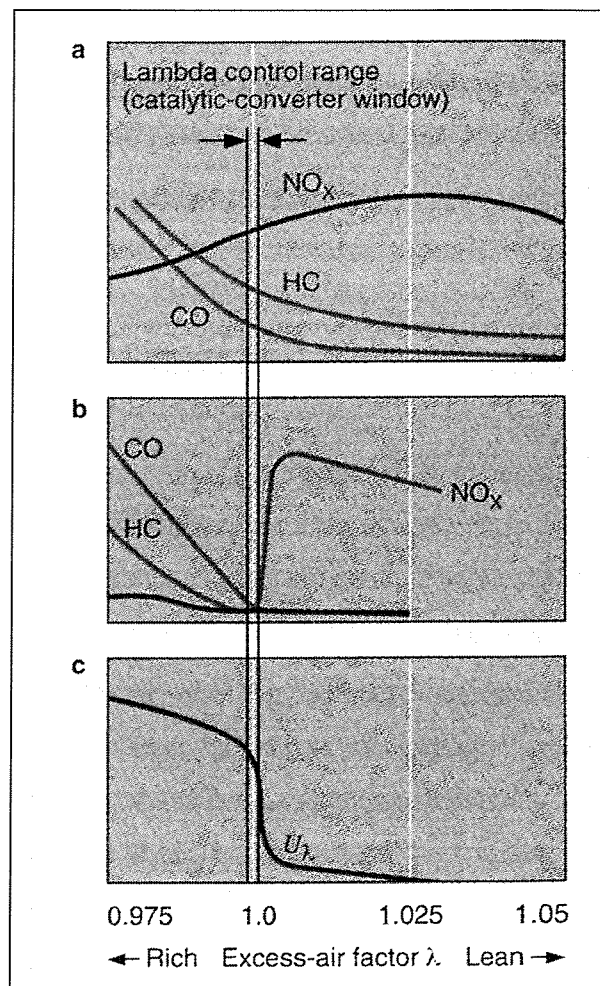 a
Lambda control range
(catalytic-converter window)
NOX
HC
CO
b
CO
HC
NOX
c
Uλ
0.975 1.0 1.025 1.05
← Rich Excess-air factor λ Lean →